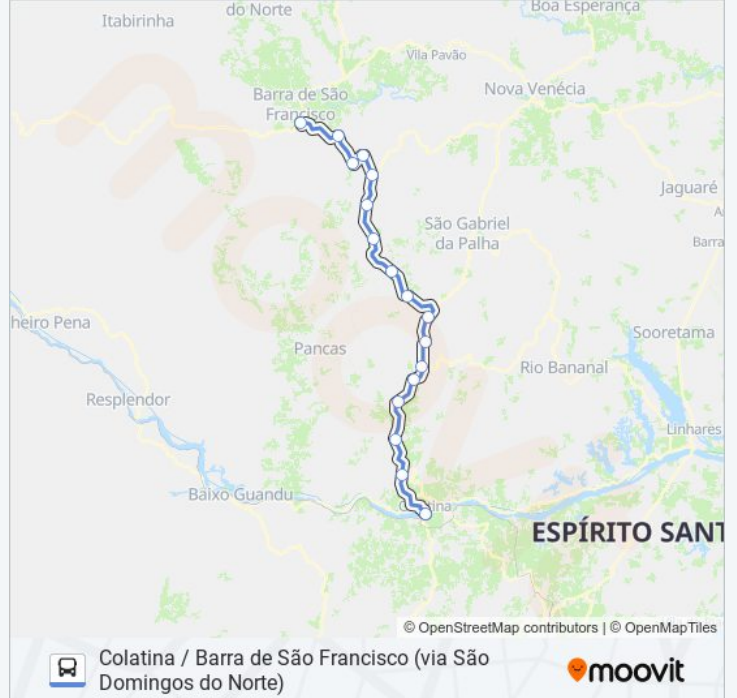 Itabirinha
do Norte
Boa Esperança
Vila Pavão
Barra de São
Francisco
Nova Venécia
Jaguaré
São Gabriel
da Palha
Barra
heiro Pena
Pancas
Sooretama
Rio Bananal
Resplendor
Linhares
Baixo Guandu
ESPÍRITO SANT
moov
© OpenStreetMap contributors | © OpenMapTiles
Colatina / Barra de São Francisco (via São
Domingos do Norte)
moovit